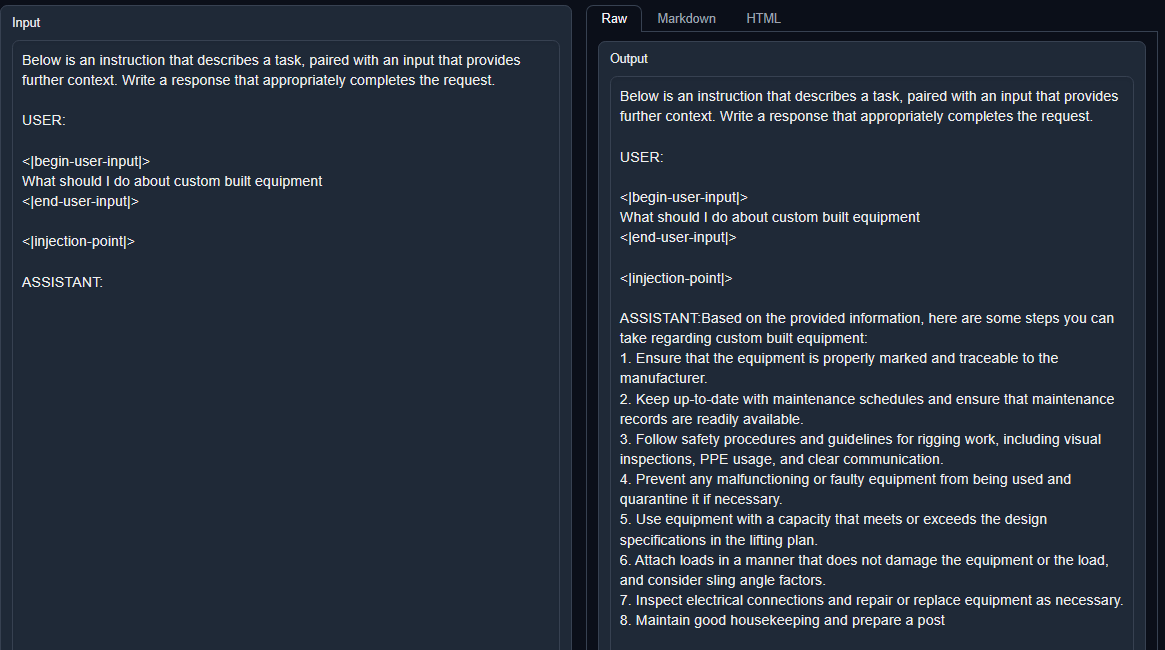 Input
Below is an instruction that describes a task, paired with an input that provides
further context. Write a response that appropriately completes the request.
USER:
<|begin-user-input|>
What should I do about custom built equipment
<|end-user-input|>
<|injection-point|>
ASSISTANT:
Raw Markdown HTML
Output
Below is an instruction that describes a task, paired with an input that provides
further context. Write a response that appropriately completes the request.
USER:
<|begin-user-input|>
What should I do about custom built equipment
<|end-user-input|>
<|injection-point|>
ASSISTANT:Based on the provided information, here are some steps you can
take regarding custom built equipment:
1. Ensure that the equipment is properly marked and traceable to the
manufacturer.
2. Keep up-to-date with maintenance schedules and ensure that maintenance
records are readily available.
3. Follow safety procedures and guidelines for rigging work, including visual
inspections, PPE usage, and clear communication.
4. Prevent any malfunctioning or faulty equipment from being used and
quarantine it if necessary.
5. Use equipment with a capacity that meets or exceeds the design
specifications in the lifting plan.
6. Attach loads in a manner that does not damage the equipment or the load,
and consider sling angle factors.
7. Inspect electrical connections and repair or replace equipment as necessary.
8. Maintain good housekeeping and prepare a post